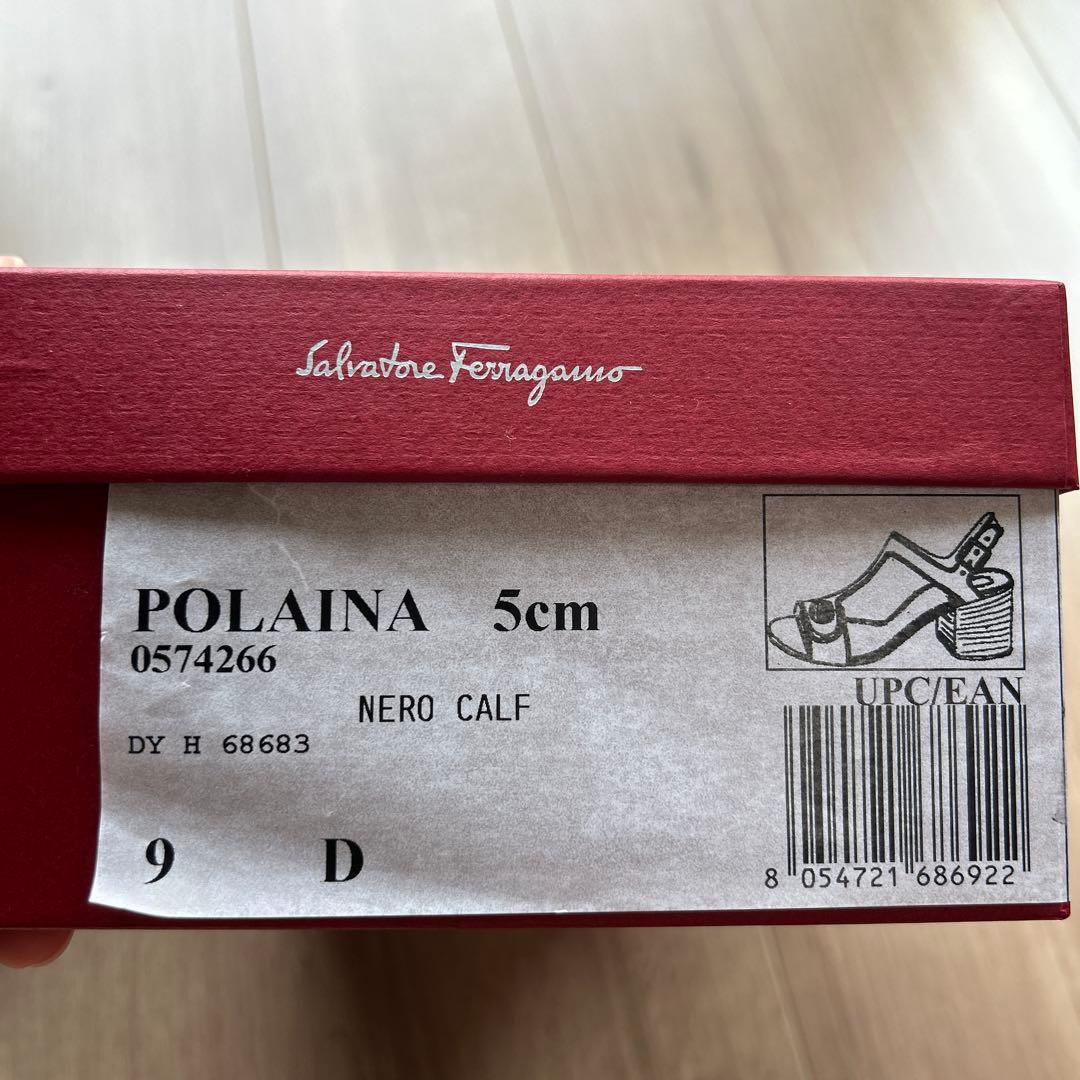 Salvatore Ferragamo
POLAINA 5cm
0574266
NERO CALF
DY H 68683
9 D
UPC/EAN
8 054721 686922